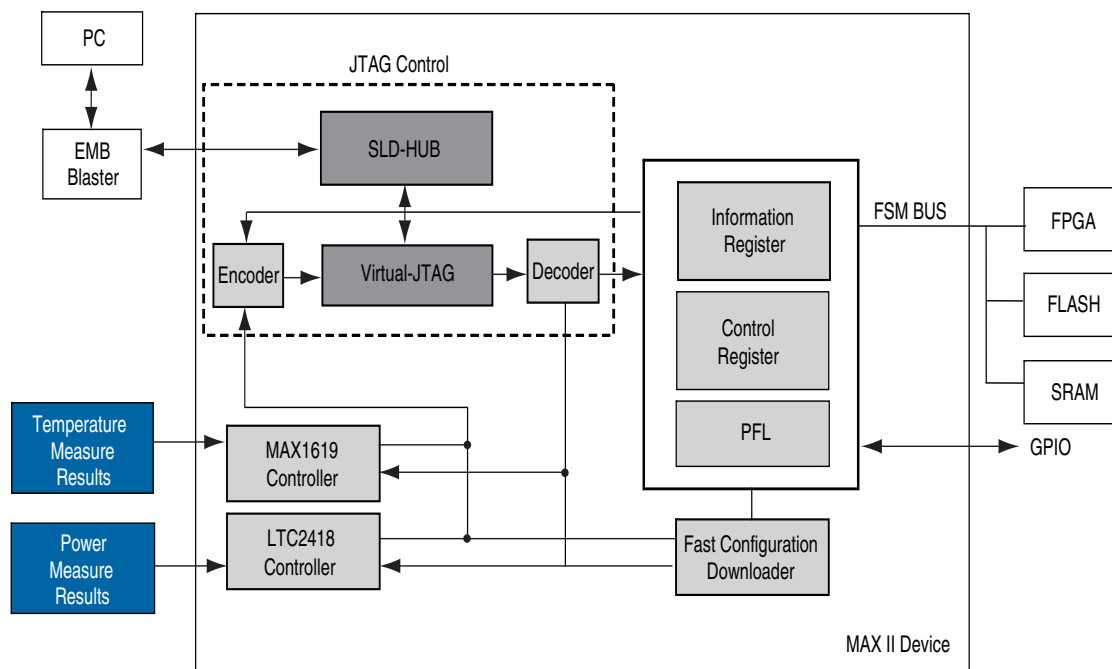 PC
JTAG Control
EMB
Blaster
SLD-HUB
Encoder
Virtual-JTAG
Decoder
Information
Register
Control
Register
PFL
FSM BUS
FPGA
FLASH
SRAM
GPIO
Temperature
Measure
Results
MAX1619
Controller
Power
Measure
Results
LTC2418
Controller
Fast Configuration
Downloader
MAX II Device